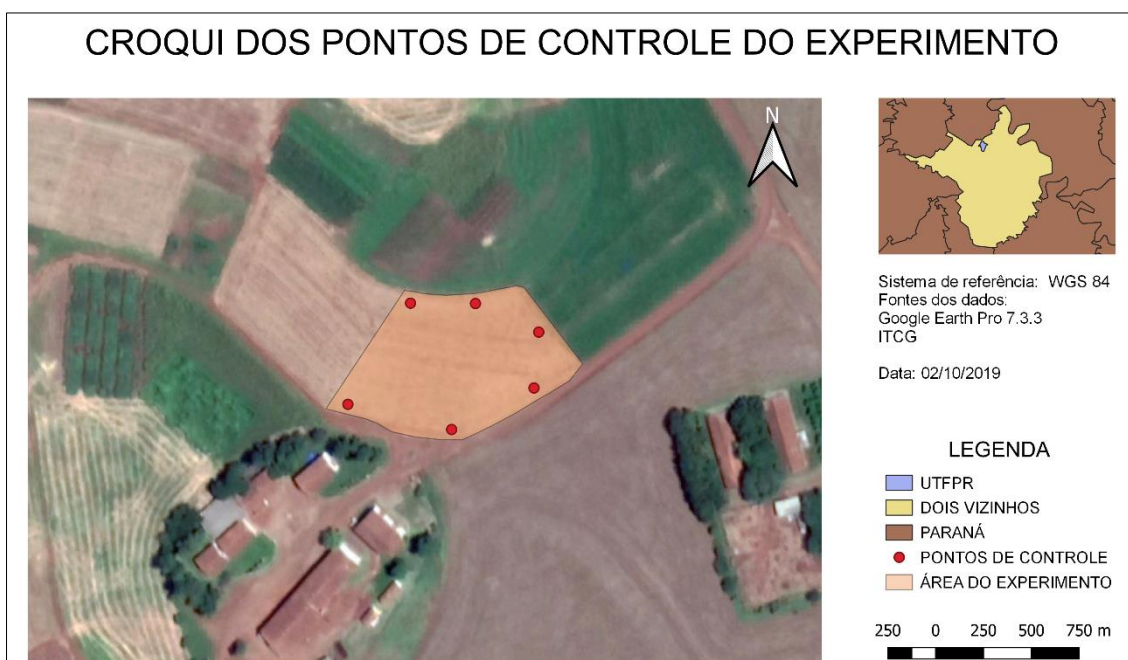 CROQUI DOS PONTOS DE CONTROLE DO EXPERIMENTO
N
Sistema de referência: WGS 84
Fontes dos dados:
Google Earth Pro 7.3.3
ITCG
Data: 02/10/2019
LEGENDA
UTFPR
DOIS VIZINHOS
PARANÁ
PONTOS DE CONTROLE
ÁREA DO EXPERIMENTO
250 0 250 500 750 m